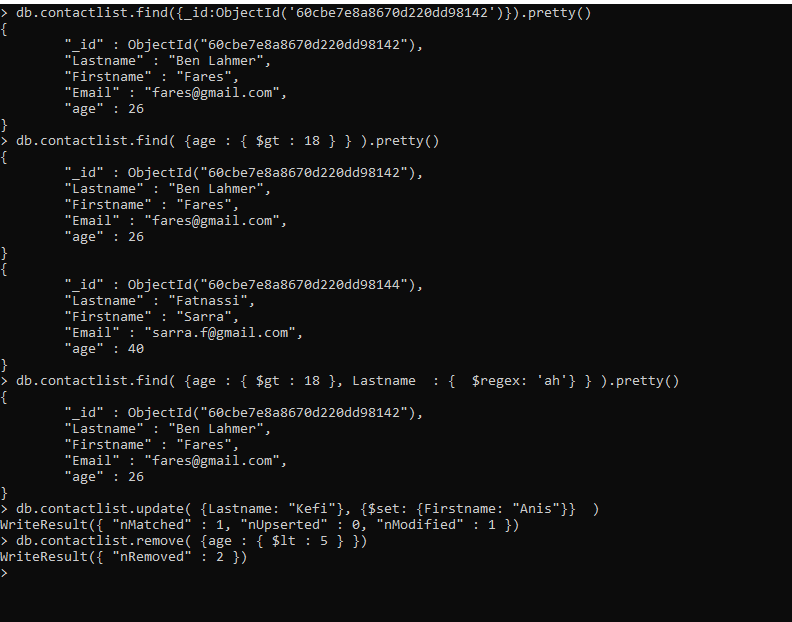 > db.contactlist.find({_id:ObjectId('60cbe7e8a8670d220dd98142')}).pretty()
{
        "_id" : ObjectId("60cbe7e8a8670d220dd98142"),
        "Lastname" : "Ben Lahmer",
        "Firstname" : "Fares",
        "Email" : "fares@gmail.com",
        "age" : 26
}
> db.contactlist.find( {age : { $gt : 18 } } ).pretty()
{
        "_id" : ObjectId("60cbe7e8a8670d220dd98142"),
        "Lastname" : "Ben Lahmer",
        "Firstname" : "Fares",
        "Email" : "fares@gmail.com",
        "age" : 26
}
{
        "_id" : ObjectId("60cbe7e8a8670d220dd98144"),
        "Lastname" : "Fatnassi",
        "Firstname" : "Sarra",
        "Email" : "sarra.f@gmail.com",
        "age" : 40
}
> db.contactlist.find( {age : { $gt : 18 }, Lastname  : {  $regex: 'ah'} } ).pretty()
{
        "_id" : ObjectId("60cbe7e8a8670d220dd98142"),
        "Lastname" : "Ben Lahmer",
        "Firstname" : "Fares",
        "Email" : "fares@gmail.com",
        "age" : 26
}
> db.contactlist.update( {Lastname: "Kefi"}, {$set: {Firstname: "Anis"}}  )
WriteResult({ "nMatched" : 1, "nUpserted" : 0, "nModified" : 1 })
> db.contactlist.remove( {age : { $lt : 5 } })
WriteResult({ "nRemoved" : 2 })
>